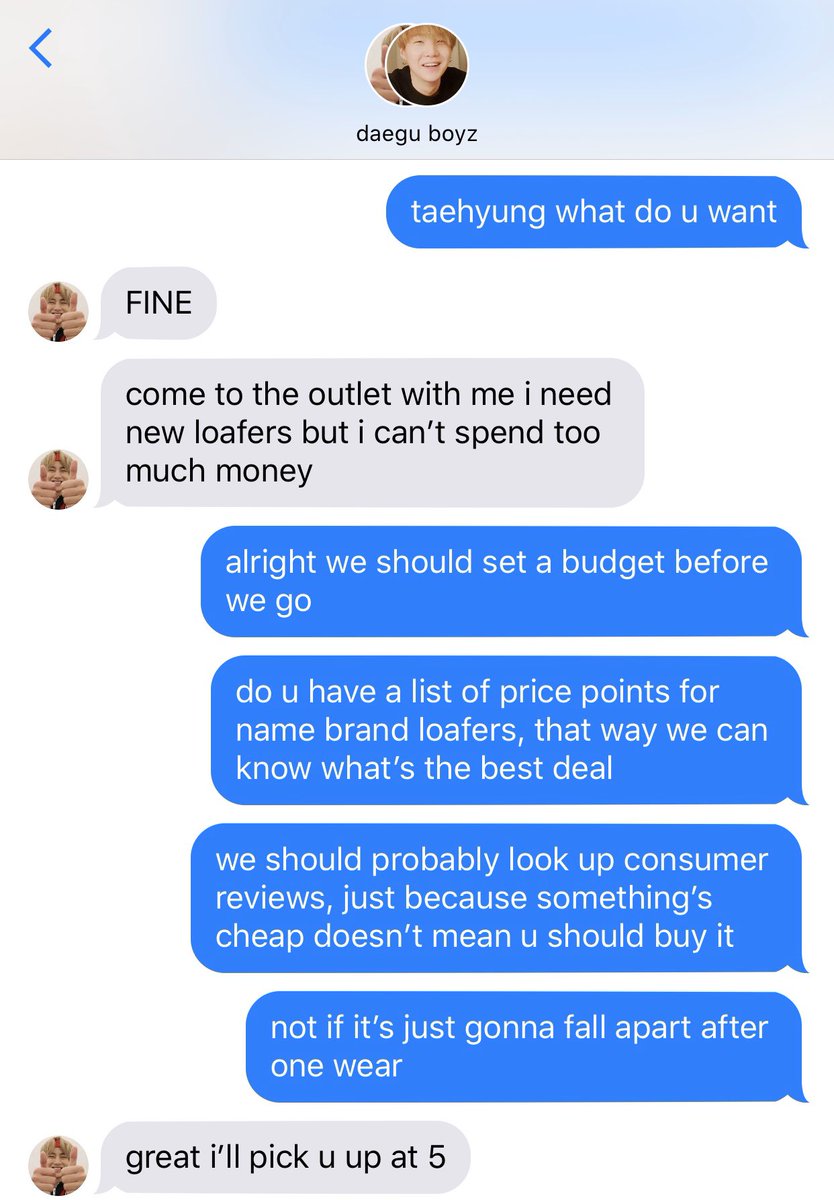 daegu boyz
taehyung what do u want
FINE
come to the outlet with me i need
new loafers but i can’t spend too
much money
alright we should set a budget before
we go
do u have a list of price points for
name brand loafers, that way we can
know what’s the best deal
we should probably look up consumer
reviews, just because something’s
cheap doesn’t mean u should buy it
not if it’s just gonna fall apart after
one wear
great i’ll pick u up at 5